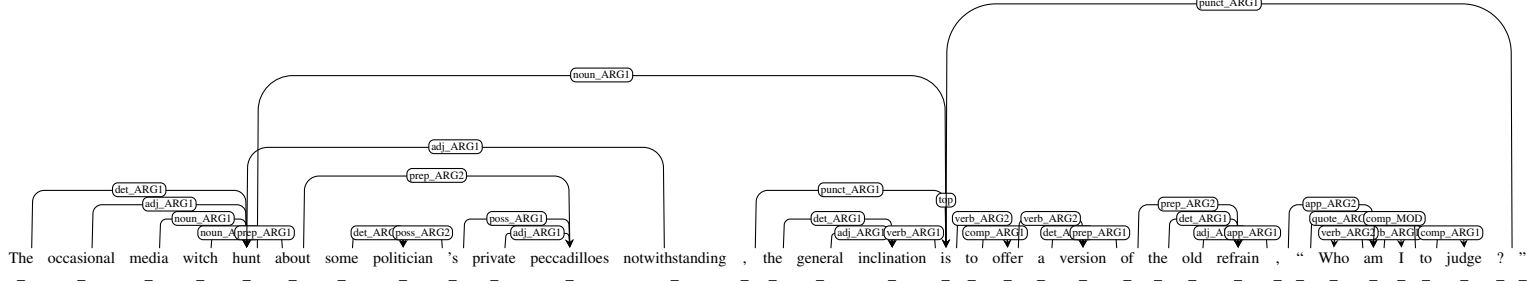 punct_ARG1
noun_ARG1
adj_ARG1
prep_ARG2
det_ARG1 punct_ARG1
adj_ARG1 top prep_ARG2 app_ARG2
noun_ARG1 poss_ARG1 det_ARG1 verb_ARG2 verb_ARG2 det_ARG1 comp_MOD
prep_ARG1 poss_ARG2 adj_ARG1 verb_ARG1 comp_ARG1 prep_ARG1 app_ARG1 verb_ARG2 comp_ARG1
The occasional media witch hunt about some politician 's private peccadilloes notwithstanding , the general inclination is to offer a version of the old refrain , “ Who am I to judge ? ”
_ _ _ _ _ _ _ _ _ _ _ _ _ _ _ _ _ _ _ _ _ _ _ _ _ _ _ _ _ _ _ _ _ _